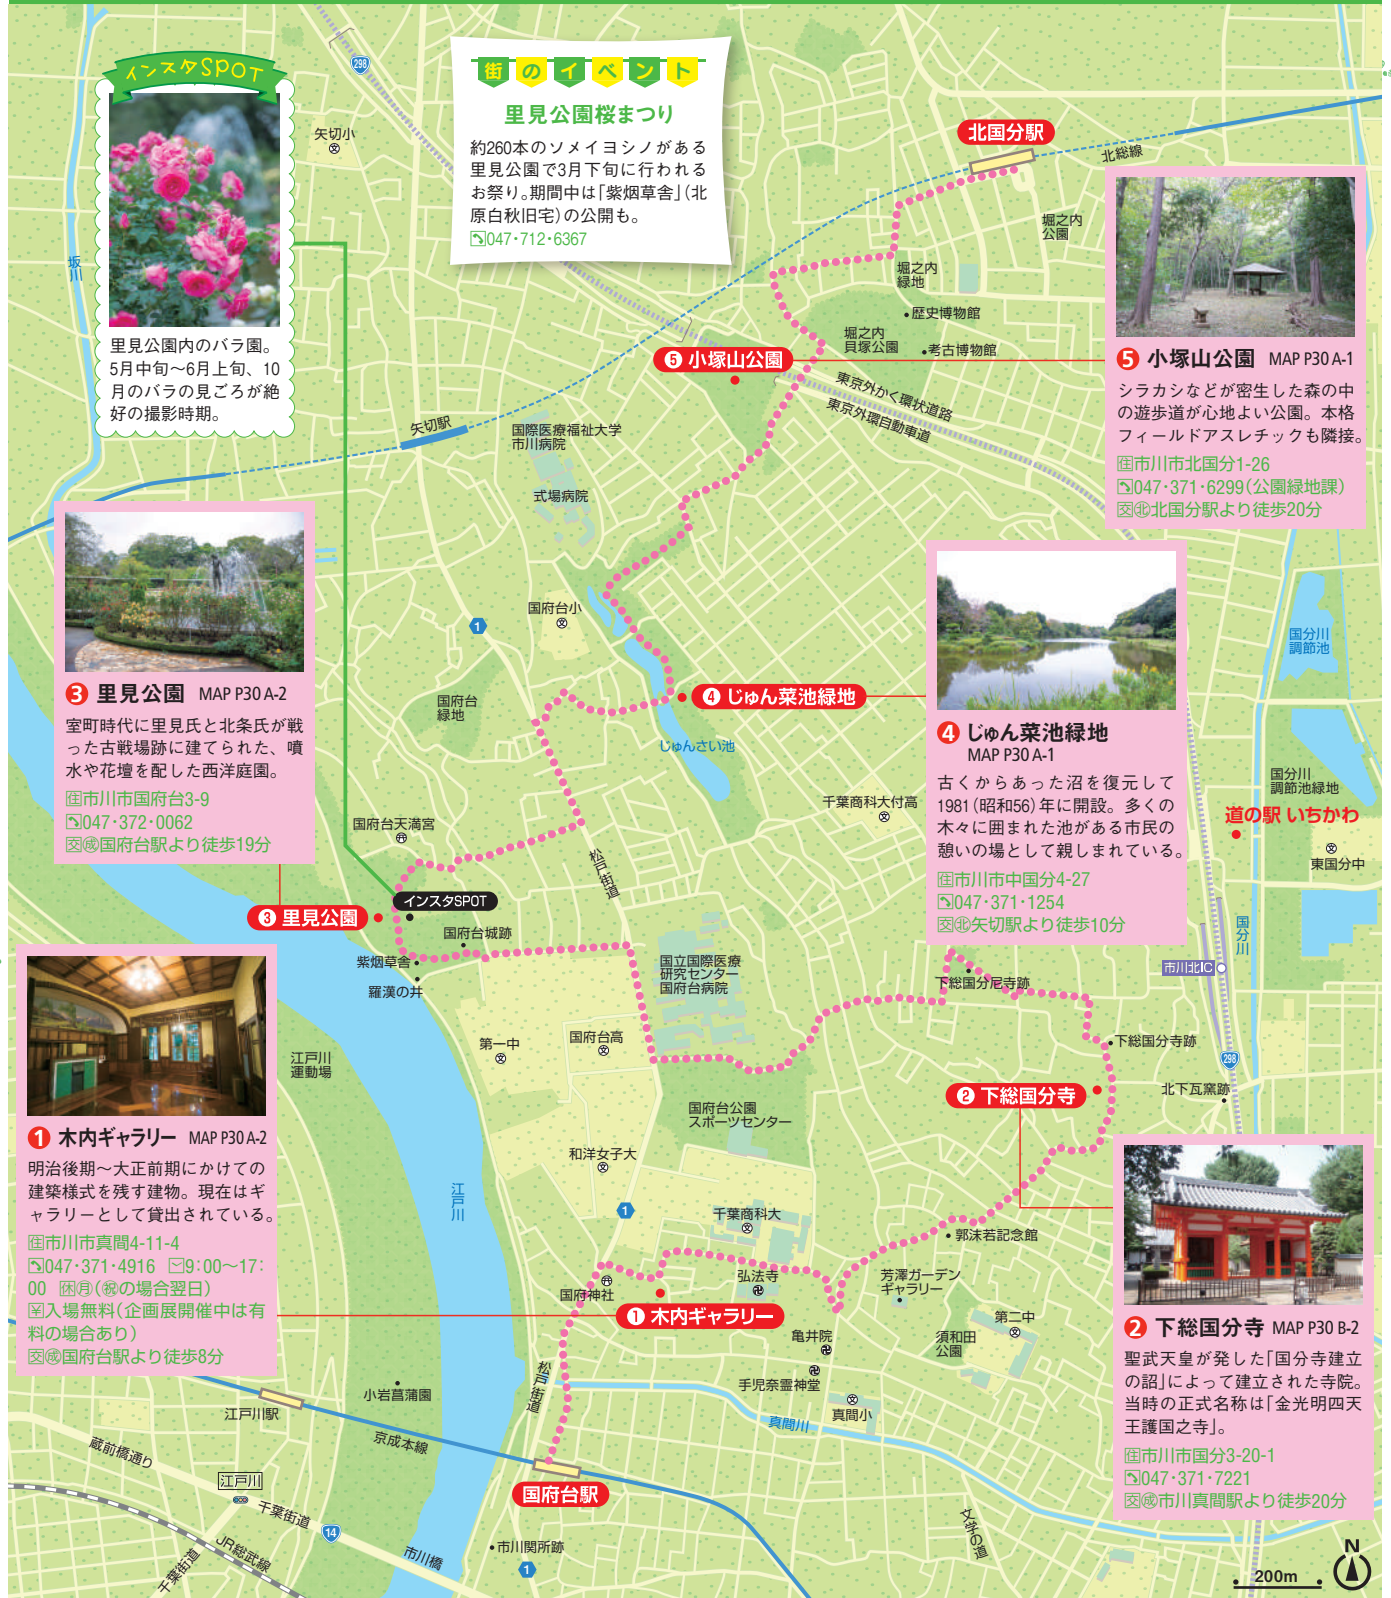 インスタSPOT
里見公園内のバラ園。
5月中旬～6月上旬、10
月のバラの見ごろが絶
好の撮影時期。
街のイベント
里見公園桜まつり
約260本のソメイヨシノがある
里見公園で3月下旬に行われる
お祭り。期間中は「紫烟草舎」（北
原白秋旧宅）の公開も。
047・712・6367
298
矢切小
坂川
北国分駅
北総線
堀之内
公園
堀之内
緑地
歴史博物館
堀之内
貝塚公園
考古博物館
5 小塚山公園
東京外かく環状道路
東京外環自動車道
矢切駅
国際医療福祉大学
市川病院
式場病院
5 小塚山公園 MAP P30 A-1
シラカシなどが密生した森の中
の遊歩道が心地よい公園。本格
フィールドアスレチックも隣接。
住市川市北国分1-26
047・371・6299（公園緑地課）
交北北国分駅より徒歩20分
3 里見公園 MAP P30 A-2
室町時代に里見氏と北条氏が戦
った古戦場跡に建てられた、噴
水や花壇を配した西洋庭園。
住市川市国府台3-9
047・372・0062
交成国府台駅より徒歩19分
国府台小
1
国府台
緑地
4 じゅん菜池緑地
じゅんさい池
4 じゅん菜池緑地
MAP P30 A-1
古くからあった沼を復元して
1981（昭和56）年に開設。多くの
木々に囲まれた池がある市民の
憩いの場として親しまれている。
住市川市中国分4-27
047・371・1254
交北矢切駅より徒歩10分
国分川
調節池
国分川
調節池緑地
道の駅 いちかわ
東国分中
国分川
市川北IC
千葉商科大付高
国府台天満宮
松戸街道
インスタSPOT
3 里見公園
国府台城跡
紫烟草舎
羅漢の井
国立国際医療
研究センター
国府台病院
下総国分尼寺跡
下総国分寺跡
298
北下瓦窯跡
2 下総国分寺
第一中
国府台高
江戸川
運動場
国府台公園
スポーツセンター
和洋女子大
江戸川
1
千葉商科大
郭沫若記念館
弘法寺
芳澤ガーデン
ギャラリー
国府神社
1 木内ギャラリー
第二中
須和田
公園
亀井院
手児奈霊神堂
真間小
真間川
松戸街道
1 木内ギャラリー MAP P30 A-2
明治後期～大正前期にかけての
建築様式を残す建物。現在はギ
ャラリーとして貸出されている。
住市川市真間4-11-4
047・371・4916 9:00～17:
00 休月（祝の場合翌日）
¥入場無料（企画展開催中は有
料の場合あり）
交成国府台駅より徒歩8分
2 下総国分寺 MAP P30 B-2
聖武天皇が発した「国分寺建立
の詔」によって建立された寺院。
当時の正式名称は「金光明四天
王護国之寺」。
住市川市国分3-20-1
047・371・7221
交成市川真間駅より徒歩20分
小岩菖蒲園
江戸川駅
京成本線
蔵前橋通り
江戸川
千葉街道
14
国府台駅
JR総武線
千葉街道
市川橋
市川関所跡
1
文学の道
N
200m